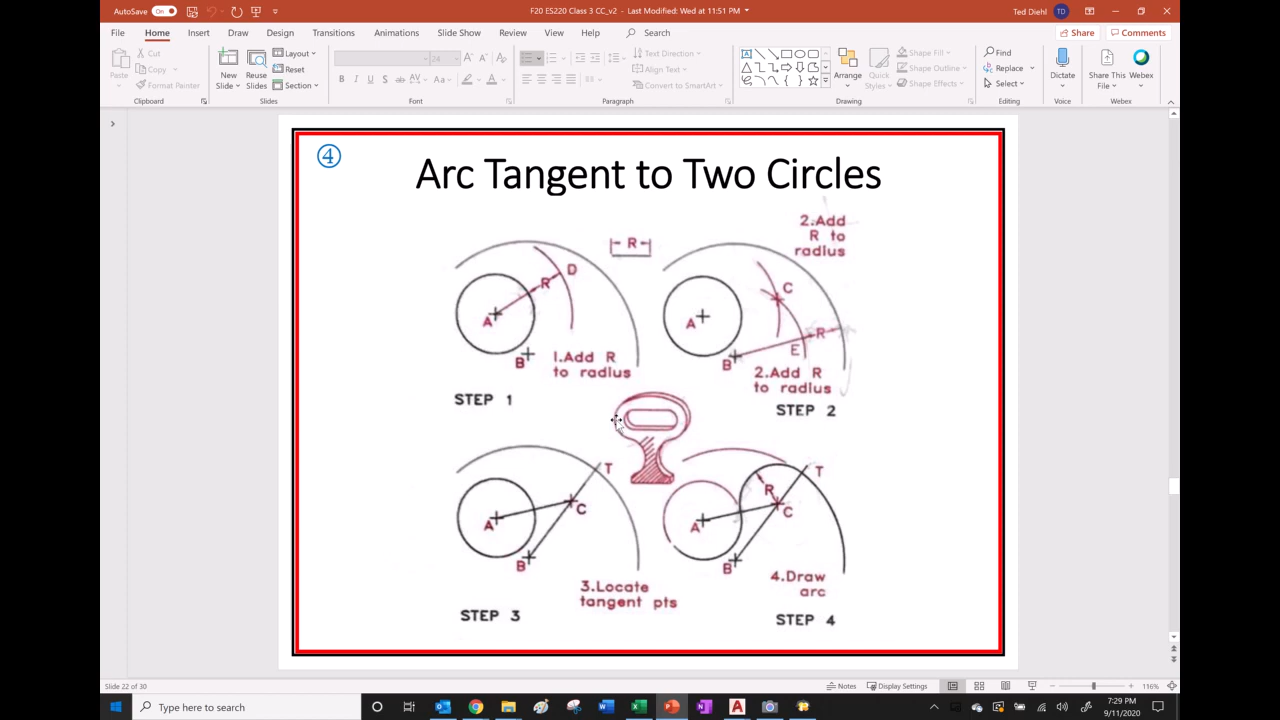 AutoSave On
F20 ES220 Class 3 CC_v2 - Last Modified: Wed at 11:51 PM
Ted Diehl TD
File Home Insert Draw Design Transitions Animations Slide Show Review View Help Search Share Comments
Paste
Cut
Copy
Format Painter
Clipboard
New Slide
Reuse Slides
Layout
Reset
Section
Slides
24
B I U S ab AV Aa A
Font
Text Direction
Align Text
Convert to SmartArt
Paragraph
Arrange
Quick Styles
Shape Fill
Shape Outline
Shape Effects
Drawing
Find
Replace
Select
Editing
Dictate
Voice
Share This File
Webex
Webex
④
Arc Tangent to Two Circles
R
A
B
R
D
1.Add R
to radius
STEP 1
2.Add
R to
radius
A
B
C
E
R
2.Add R
to radius
STEP 2
A
B
C
T
3.Locate
tangent pts
STEP 3
A
B
C
R
T
4.Draw
arc
STEP 4
Slide 22 of 30
Notes Display Settings 116%
Type here to search
7:29 PM
9/11/2020